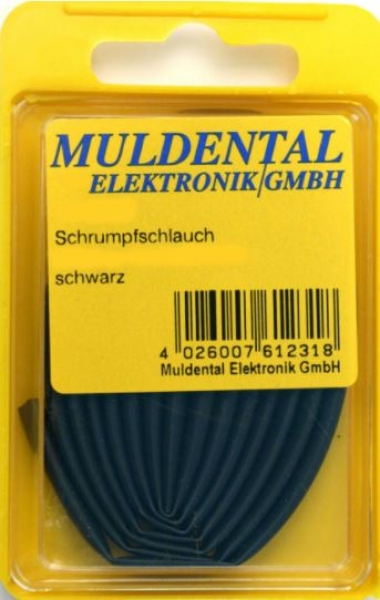 MULDENTAL
ELEKTRONIK/GMBH
Schrumpfschlauch
schwarz
4 026007 612318
Muldental Elektronik GmbH